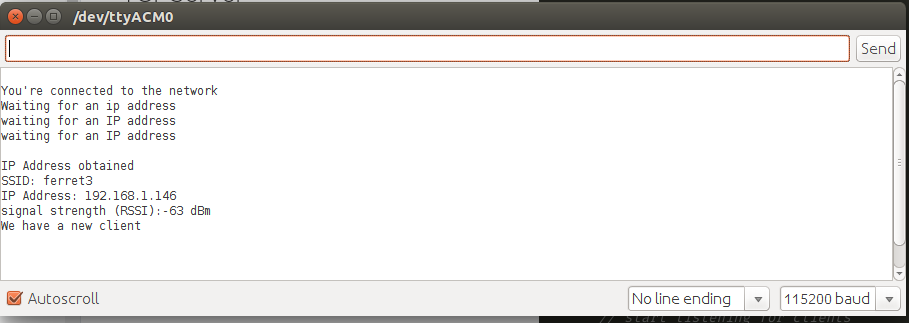 /dev/ttyACM0
Send
You're connected to the network
Waiting for an ip address
waiting for an IP address
waiting for an IP address
IP Address obtained
SSID: ferret3
IP Address: 192.168.1.146
signal strength (RSSI):-63 dBm
We have a new client
Autoscroll
No line ending
115200 baud
// start listening for clients